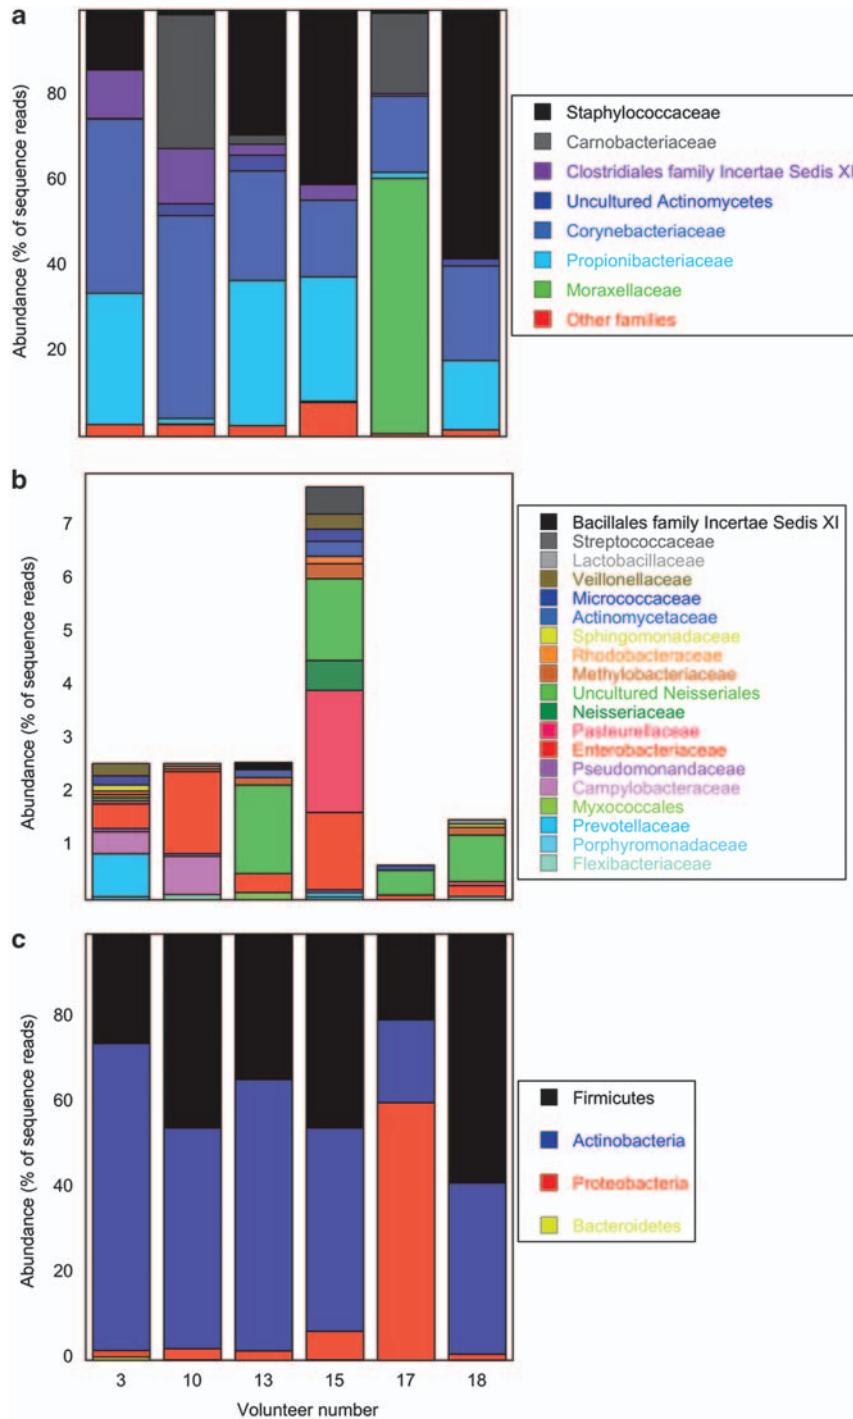 a
Abundance (% of sequence reads)
80
60
40
20
Staphylococcaceae
Carnobacteriaceae
Clostridiales family Incertae Sedis XI
Uncultured Actinomycetes
Corynebacteriaceae
Propionibacteriaceae
Moraxellaceae
Other families
b
Abundance (% of sequence reads)
7
6
5
4
3
2
1
Bacillales family Incertae Sedis XI
Streptococcaceae
Lactobacillaceae
Veillonellaceae
Micrococcaceae
Actinomycetaceae
Sphingomonadaceae
Rhodobacteraceae
Methylobacteriaceae
Uncultured Neisseriales
Neisseriaceae
Pasteurellaceae
Enterobacteriaceae
Pseudomonandaceae
Campylobacteraceae
Myxococcales
Prevotellaceae
Porphyromonadaceae
Flexibacteriaceae
c
Abundance (% of sequence reads)
80
60
40
20
0
Firmicutes
Actinobacteria
Proteobacteria
Bacteroidetes
3 10 13 15 17 18
Volunteer number